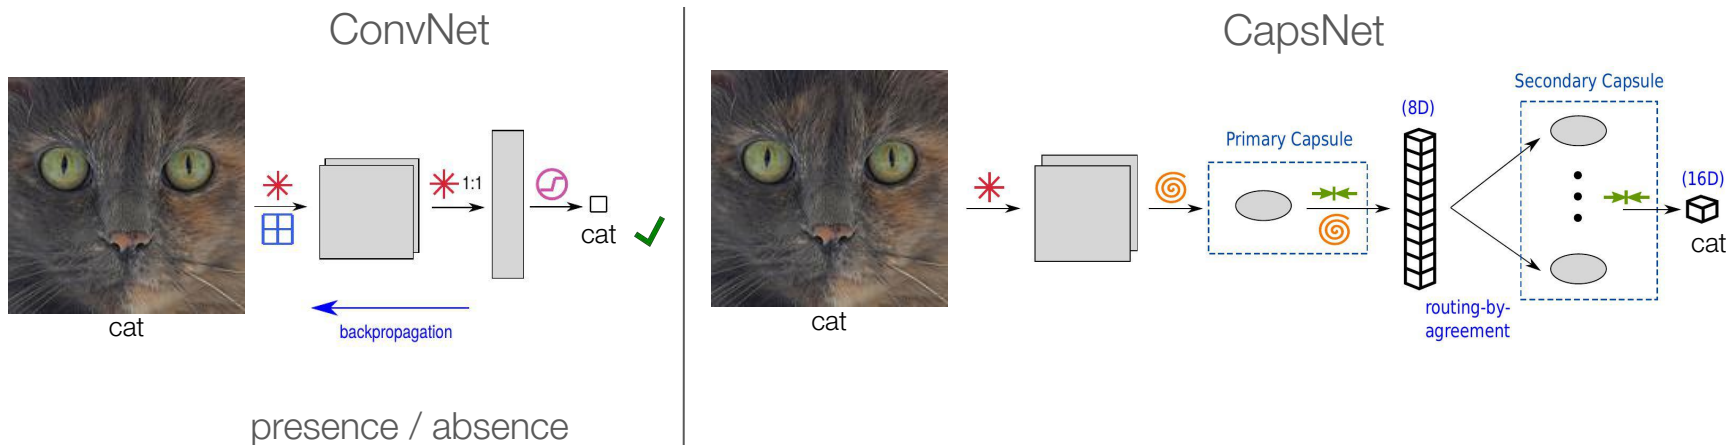 ConvNet
1:1
cat
cat
backpropagation
presence / absence
CapsNet
Primary Capsule
(8D)
Secondary Capsule
(16D)
cat
cat
routing-by-
agreement